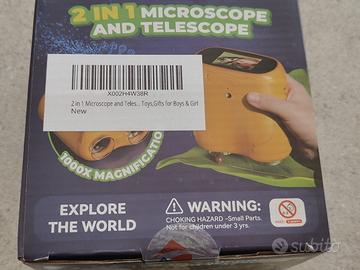 2 IN 1 MICROSCOPE
AND TELESCOPE
X002H4W38R
2 in 1 Microscope and Teles... Toys,Gifts for Boys & Girl
New
1000X MAGNIFICATIO
EXPLORE
THE WORLD
WARNING:
CHOKING HAZARD -Small Parts.
Not for children under 3 yrs.
subito